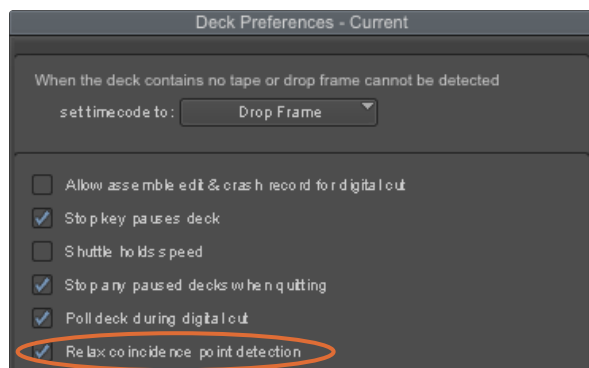 Deck Preferences - Current
When the deck contains no tape or drop frame cannot be detected
set timecode to: Drop Frame
Allow assemble edit & crash record for digital cut
Stop key pauses deck
Shuttle holds speed
Stop any paused decks when quitting
Poll deck during digital cut
Relax coincidence point detection